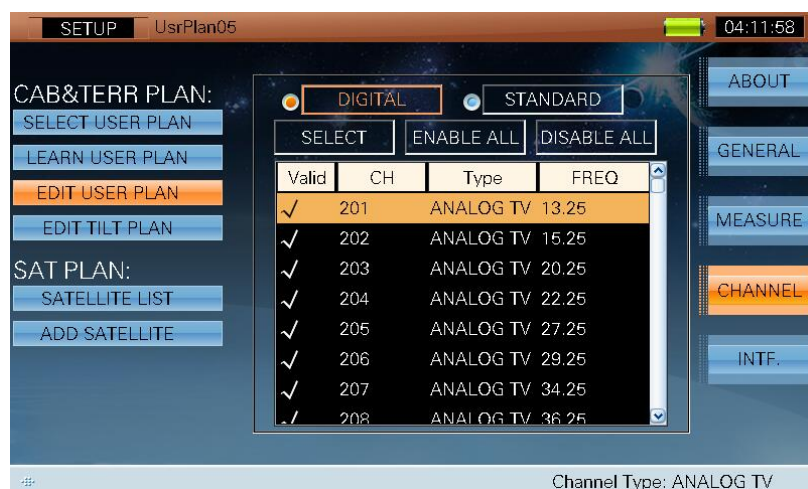 SETUP UsrPlan05 04:11:58
CAB&TERR PLAN:
SELECT USER PLAN
LEARN USER PLAN
EDIT USER PLAN
EDIT TILT PLAN
SAT PLAN:
SATELLITE LIST
ADD SATELLITE
DIGITAL STANDARD
SELECT ENABLE ALL DISABLE ALL
Valid CH Type FREQ
201 ANALOG TV 13.25
202 ANALOG TV 15.25
203 ANALOG TV 20.25
204 ANALOG TV 22.25
205 ANALOG TV 27.25
206 ANALOG TV 29.25
207 ANALOG TV 34.25
208 ANALOG TV 36.25
ABOUT
GENERAL
MEASURE
CHANNEL
INTF.
Channel Type: ANALOG TV